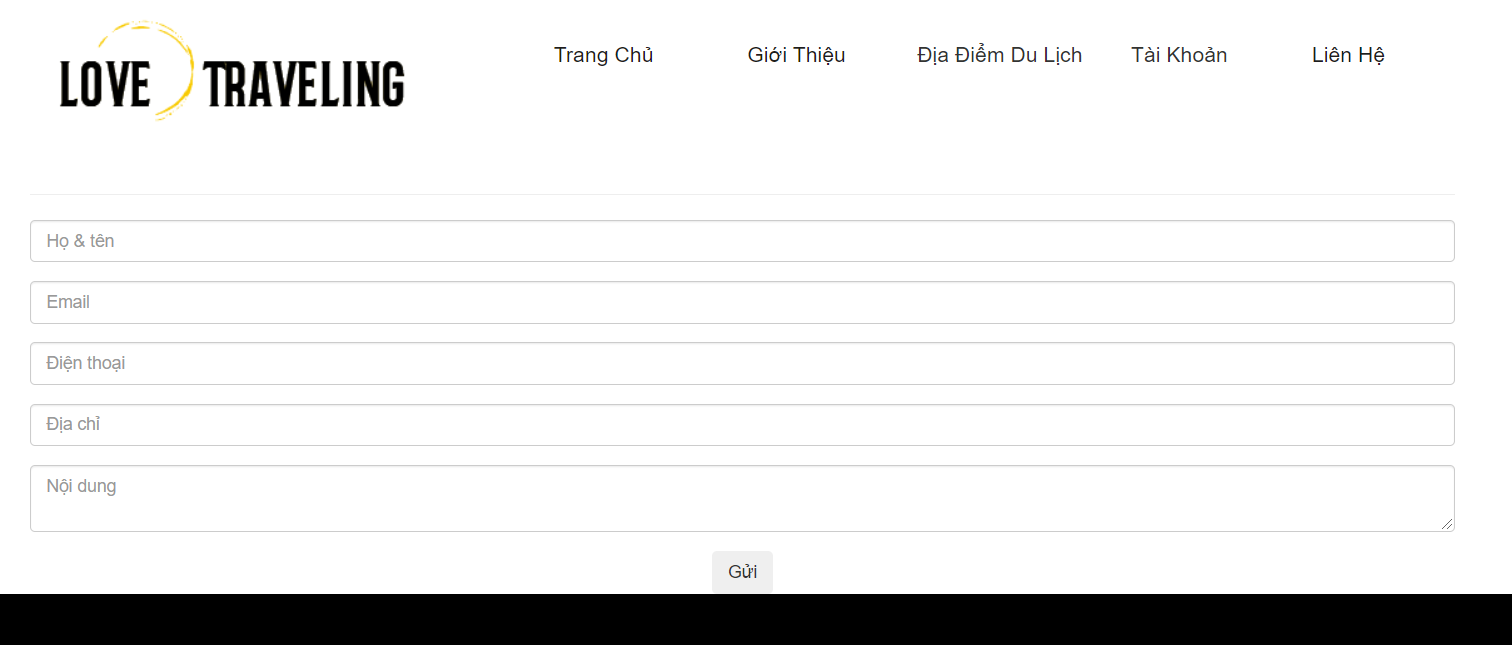 LOVE TRAVELING
Trang Chủ Giới Thiệu Địa Điểm Du Lịch Tài Khoản Liên Hệ
Họ & tên
Email
Điện thoại
Địa chỉ
Nội dung
Gửi